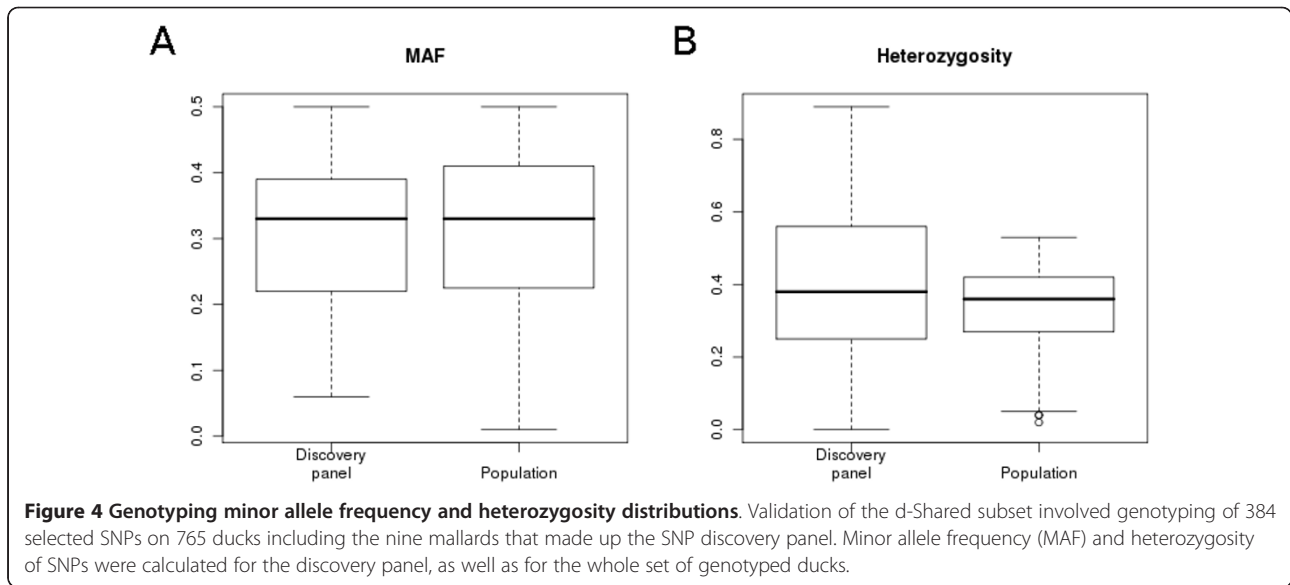 A
MAF
0.5
0.4
0.3
0.2
0.1
0.0
Discovery
panel
Population
B
Heterozygosity
0.8
0.6
0.4
0.2
0.0
Discovery
panel
Population
Figure 4 Genotyping minor allele frequency and heterozygosity distributions. Validation of the d-Shared subset involved genotyping of 384
selected SNPs on 765 ducks including the nine mallards that made up the SNP discovery panel. Minor allele frequency (MAF) and heterozygosity
of SNPs were calculated for the discovery panel, as well as for the whole set of genotyped ducks.